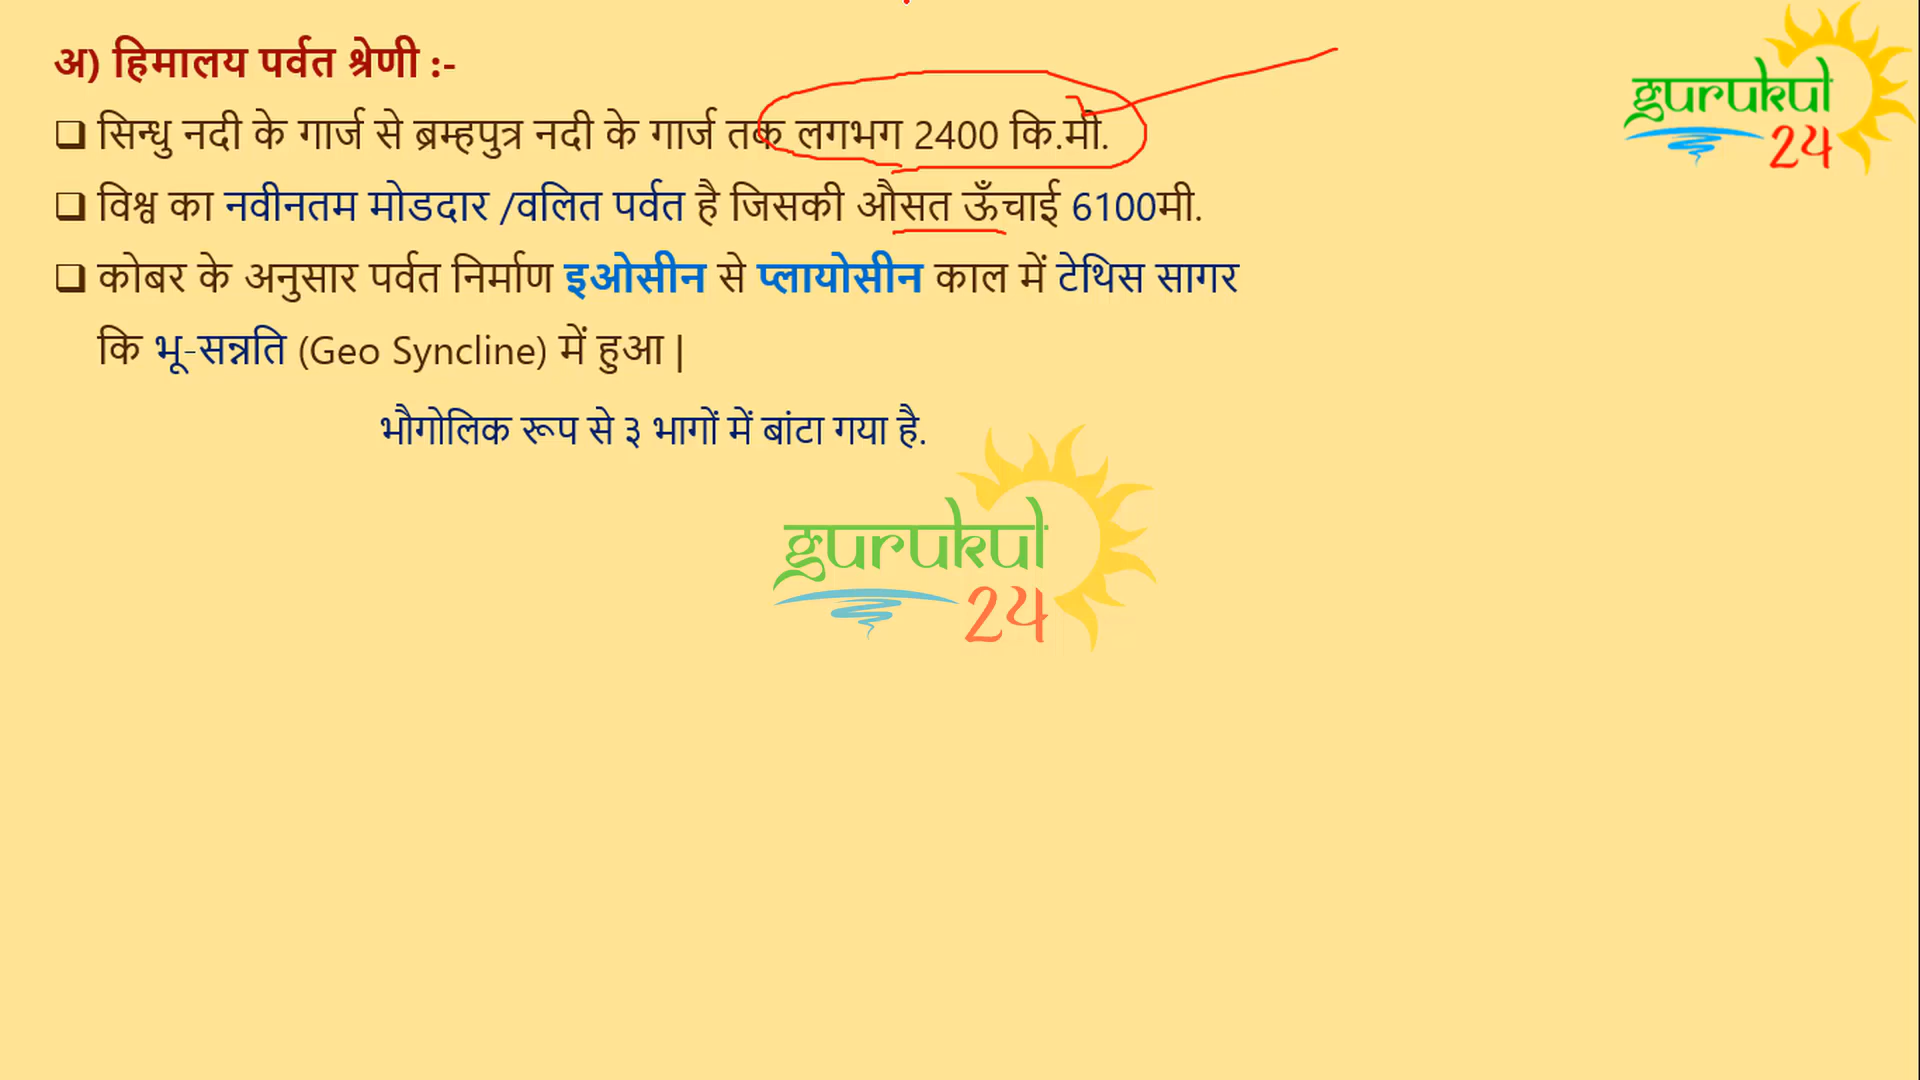 अ) हिमालय पर्वत श्रेणी :-
gurukul
24
❑ सिन्धु नदी के गार्ज से ब्रम्हपुत्र नदी के गार्ज तक लगभग 2400 कि.मी.
❑ विश्व का नवीनतम मोडदार /वलित पर्वत है जिसकी औसत ऊँचाई 6100मी.
❑ कोबर के अनुसार पर्वत निर्माण इओसीन से प्लायोसीन काल में टेथिस सागर
कि भू-सन्नति (Geo Syncline) में हुआ |
भौगोलिक रूप से ३ भागों में बांटा गया है.
gurukul
24